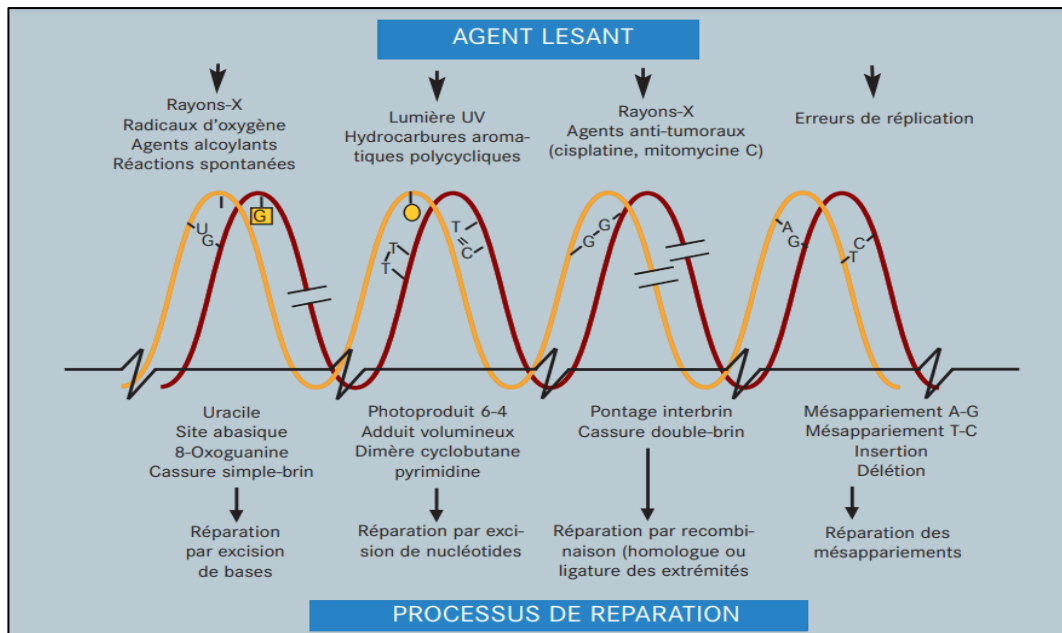 AGENT LESANT
Rayons-X
Radicaux d'oxygène
Agents alcoylants
Réactions spontanées
Lumière UV
Hydrocarbures aroma-
tiques polycycliques
Rayons-X
Agents anti-tumoraux
(cisplatine, mitomycine C)
Erreurs de réplication
U
G
G
T
T
T
C
G
G
A
G
T
C
Uracile
Site abasique
8-Oxoguanine
Cassure simple-brin
Photoproduit 6-4
Adduit volumineux
Dimère cyclobutane
pyrimidine
Pontage interbrin
Cassure double-brin
Mésappariement A-G
Mésappariement T-C
Insertion
Délétion
Réparation
par excision
de bases
Réparation par exci-
sion de nucléotides
Réparation par recombi-
naison (homologue ou
ligature des extrémités
Réparation des
mésappariements
PROCESSUS DE REPARATION